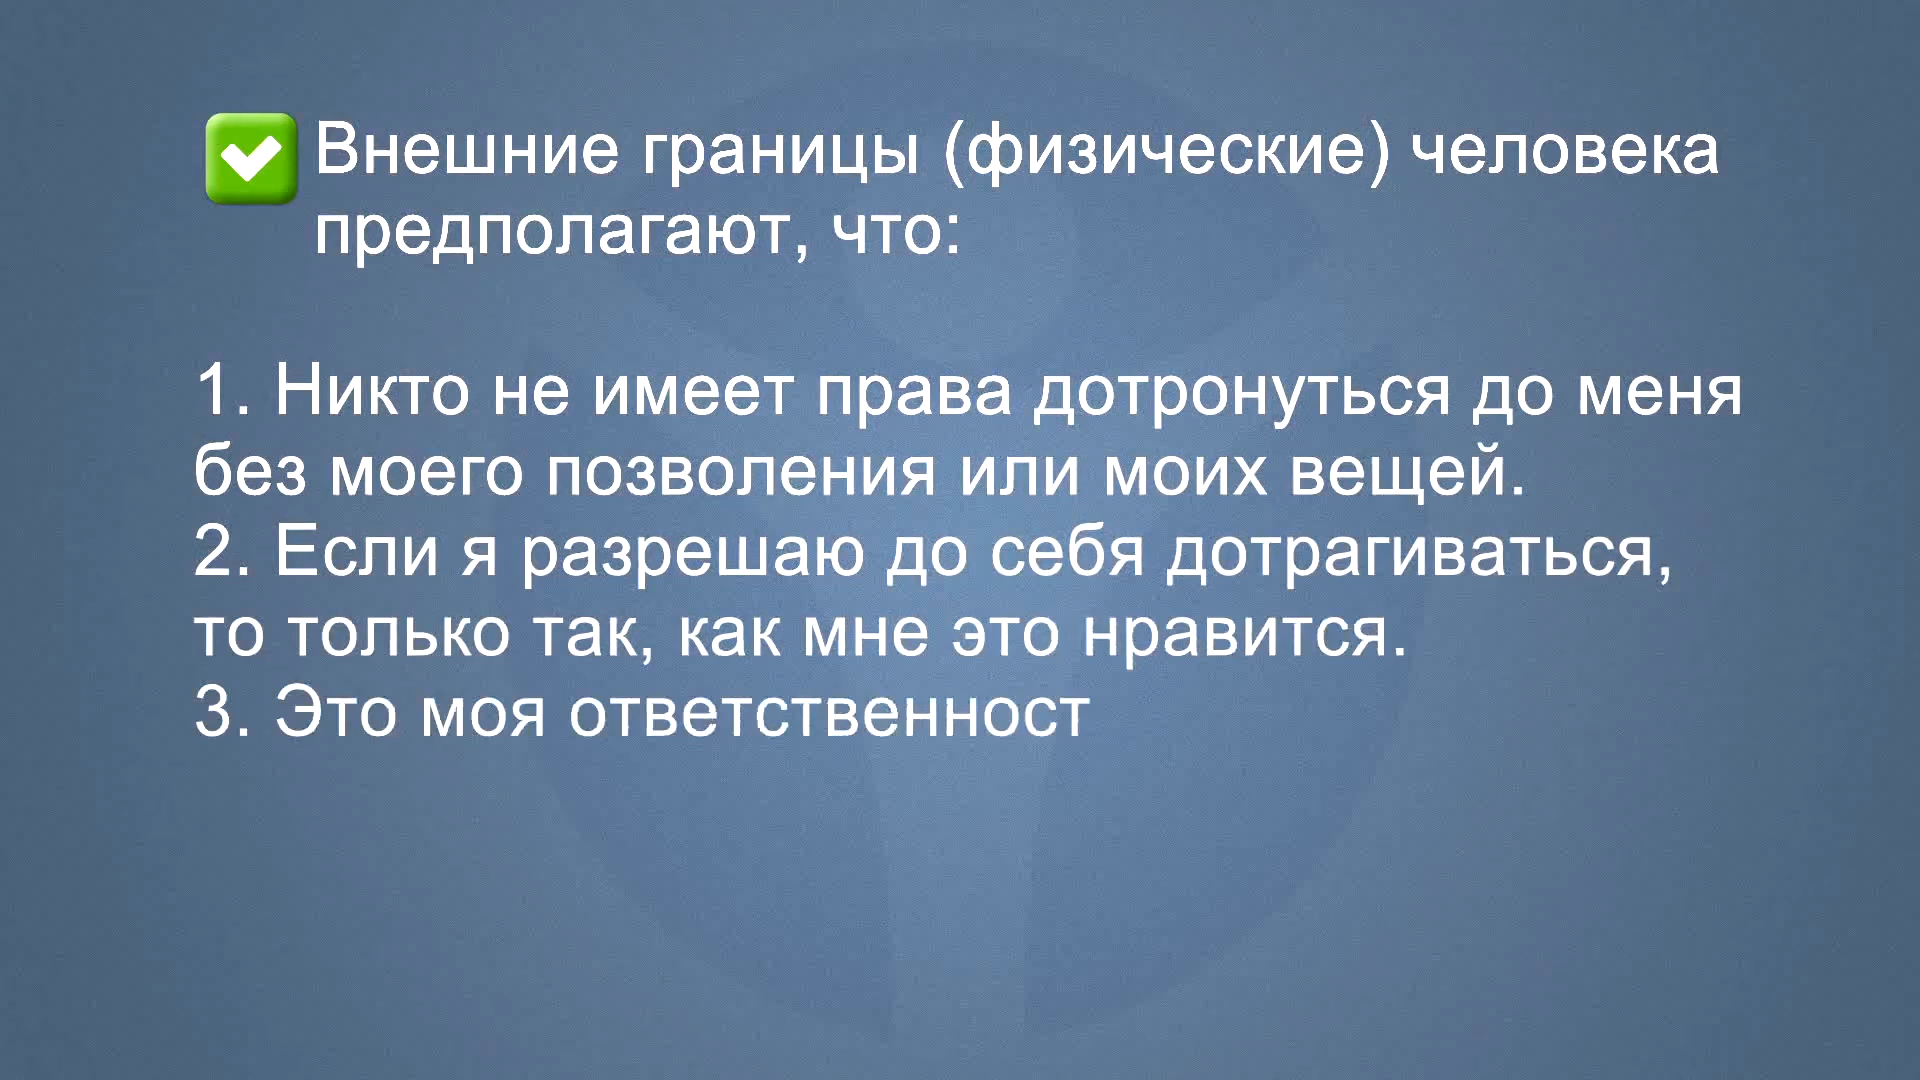 Внешние границы (физические) человека
предполагают, что:
1. Никто не имеет права дотронуться до меня
без моего позволения или моих вещей.
2. Если я разрешаю до себя дотрагиваться,
то только так, как мне это нравится.
3. Это моя ответственност